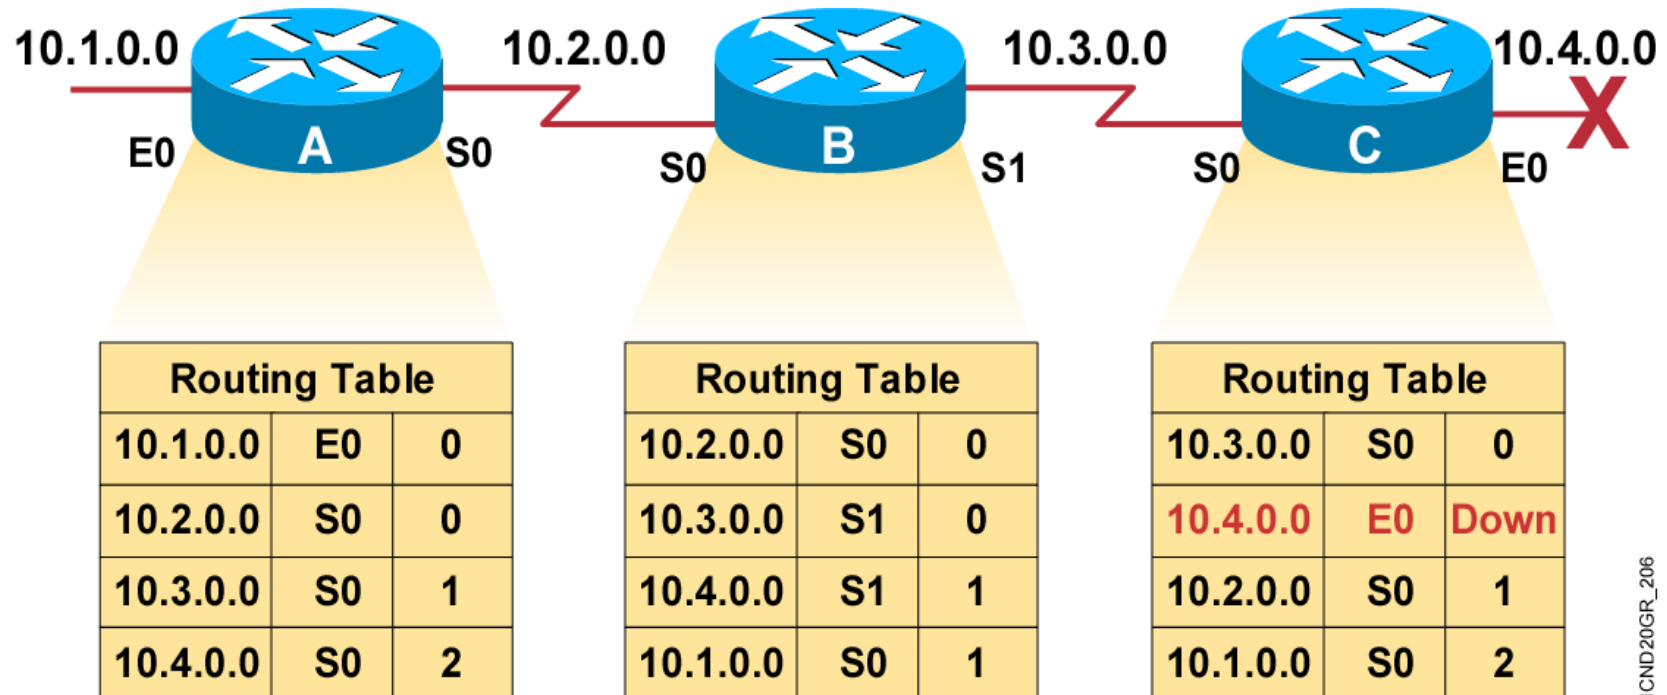 10.1.0.0 10.2.0.0 10.3.0.0 10.4.0.0
X
A B C
E0 S0 S0 S1 S0 E0
Routing Table
10.1.0.0 E0 0
10.2.0.0 S0 0
10.3.0.0 S0 1
10.4.0.0 S0 2
Routing Table
10.2.0.0 S0 0
10.3.0.0 S1 0
10.4.0.0 S1 1
10.1.0.0 S0 1
Routing Table
10.3.0.0 S0 0
10.4.0.0 E0 Down
10.2.0.0 S0 1
10.1.0.0 S0 2
ICND20GR_206